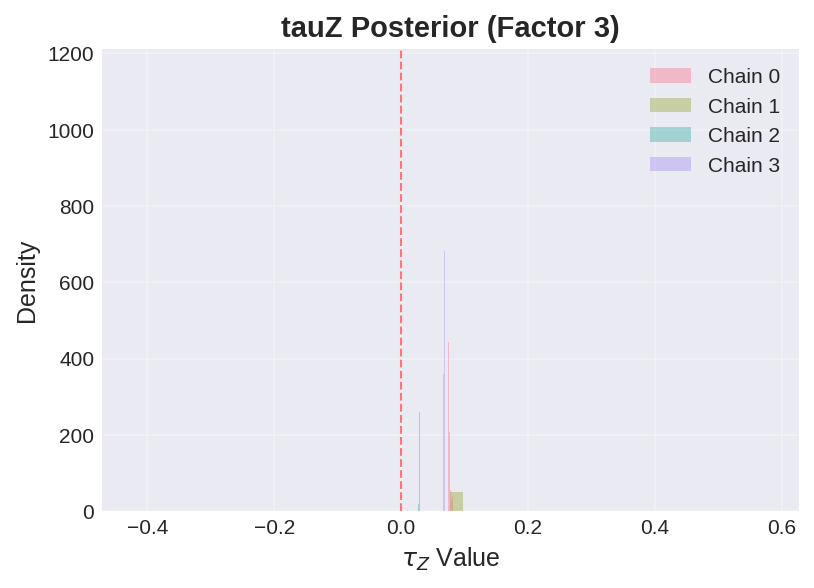 tauZ Posterior (Factor 3)
1200
1000
800
600
400
200
0
Density
Chain 0
Chain 1
Chain 2
Chain 3
−0.4
−0.2
0.0
0.2
0.4
0.6
τ_Z Value